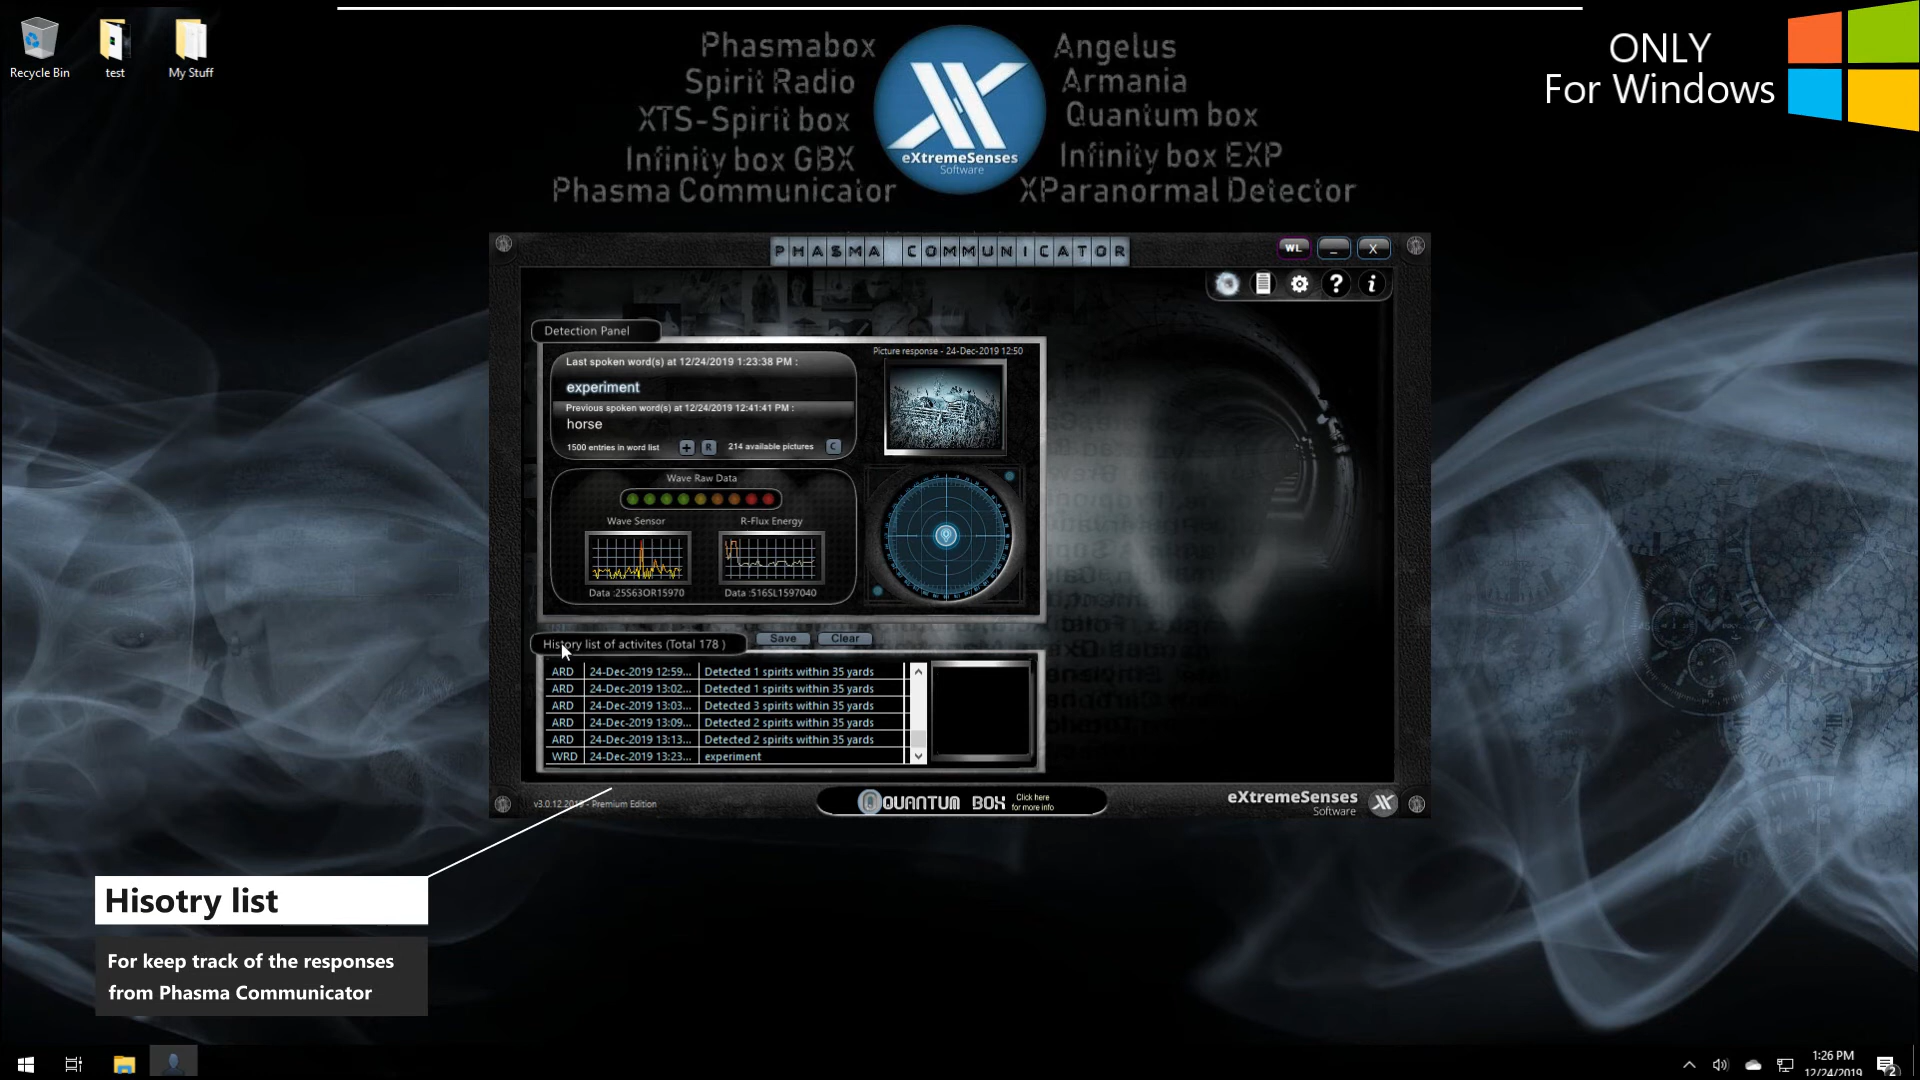 Recycle Bin
test
My Stuff
Phasmabox
Spirit Radio
XTS-Spirit box
Infinity box GBX
Phasma Communicator
eXtremeSenses
Software
Angelus
Armania
Quantum box
Infinity box EXP
XParanormal Detector
ONLY
For Windows
PHASMA COMMUNICATOR
WL
_
X
?
i
Detection Panel
Last spoken word(s) at 12/24/2019 1:23:38 PM :
experiment
Previous spoken word(s) at 12/24/2019 12:41:41 PM :
horse
1500 entries in word list
+
R
214 available pictures
C
Picture response - 24-Dec-2019 12:50
Wave Raw Data
Wave Sensor
R-Flux Energy
Data :25S63OR15970
Data :516SL1597040
History list of activites (Total 178 )
Save
Clear
ARD 24-Dec-2019 12:59... Detected 1 spirits within 35 yards
ARD 24-Dec-2019 13:02... Detected 1 spirits within 35 yards
ARD 24-Dec-2019 13:03... Detected 3 spirits within 35 yards
ARD 24-Dec-2019 13:09... Detected 2 spirits within 35 yards
ARD 24-Dec-2019 13:13... Detected 2 spirits within 35 yards
WRD 24-Dec-2019 13:23... experiment
v3.0.12.2019 - Premium Edition
QUANTUM BOX
Click here
for more info
eXtremeSenses
Software
Hisotry list
For keep track of the responses
from Phasma Communicator
1:26 PM
12/24/2019
2